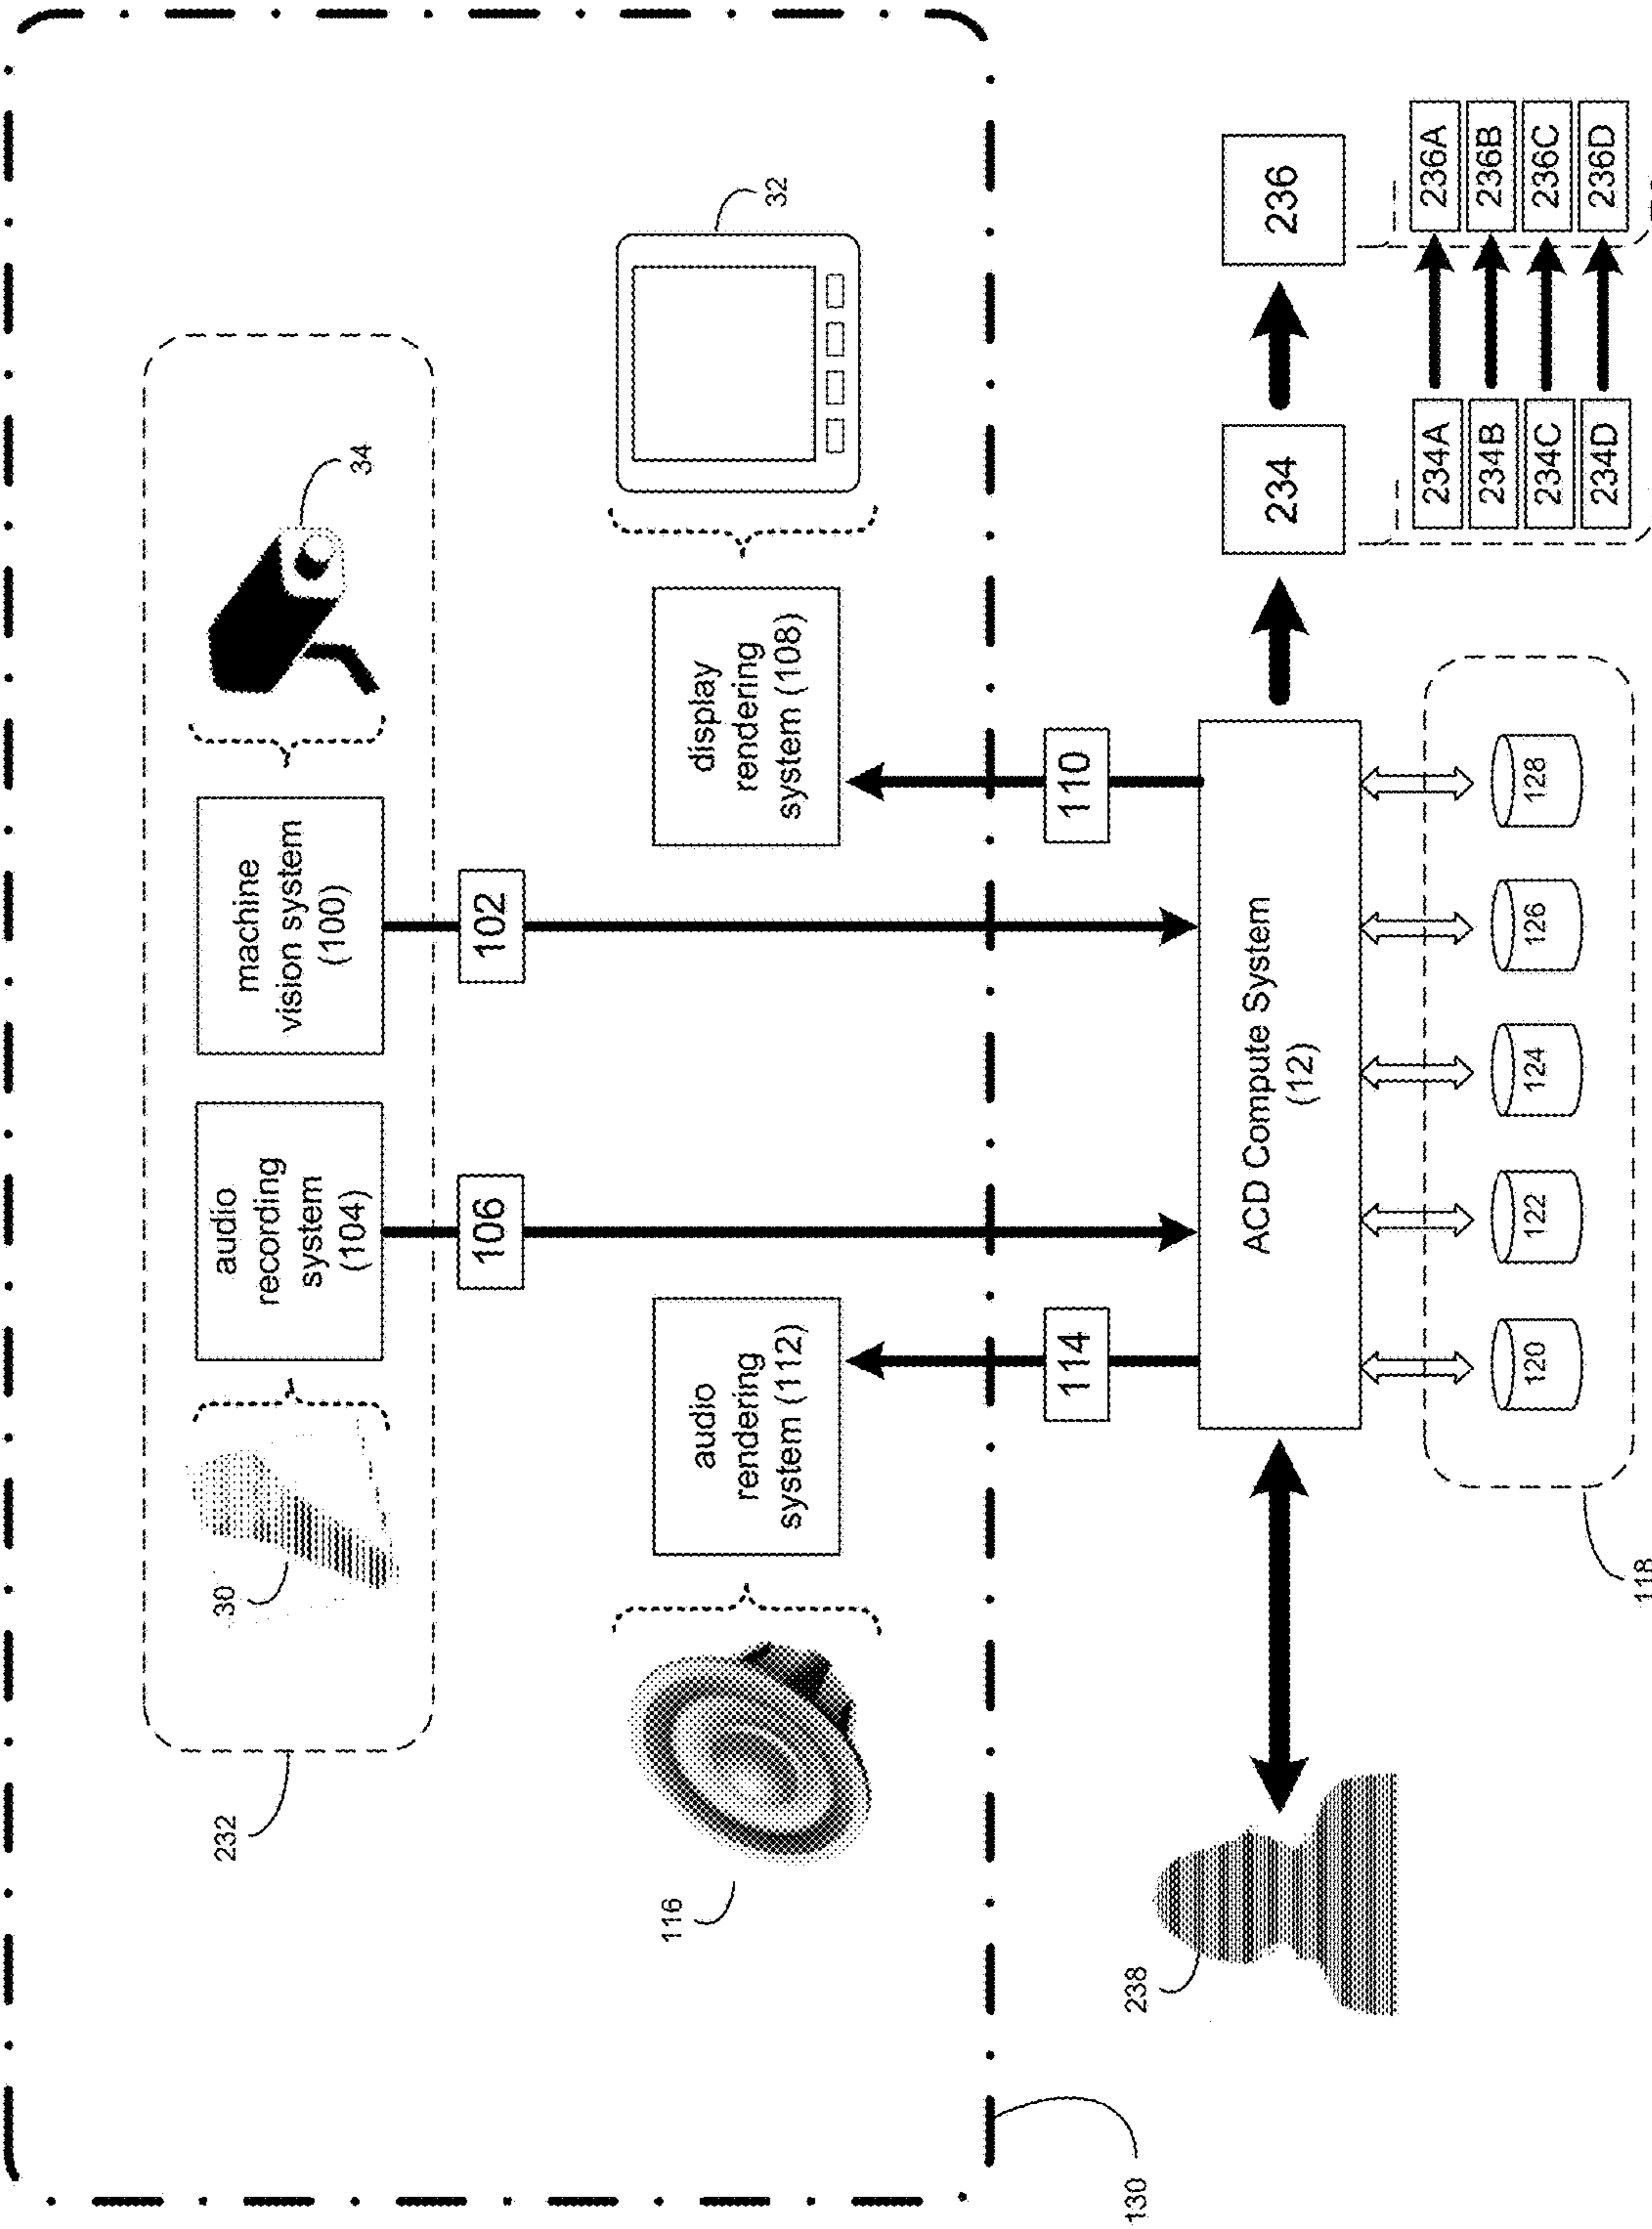 232
30
audio
recording
system
(104)
machine
vision system
(100)
34
106
102
116
audio
rendering
system (112)
display
rendering
system (108)
32
130
114
110
238
ACD Compute System
(12)
234
236
118
120
122
124
126
128
234A
236A
234B
236B
234C
236C
234D
236D